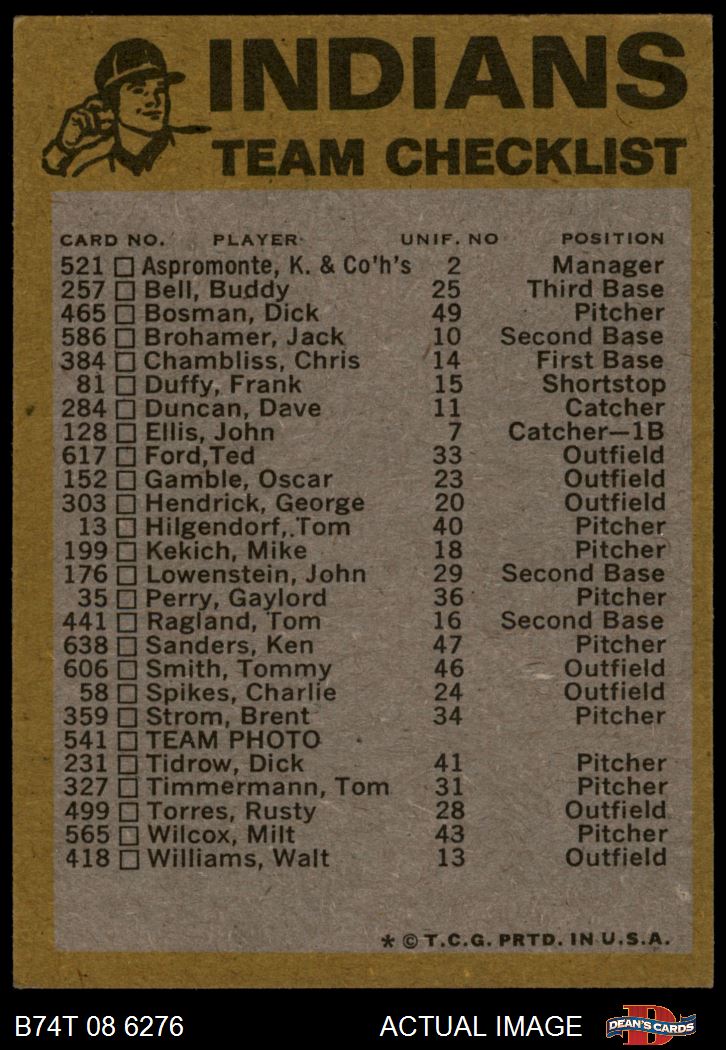 INDIANS
TEAM CHECKLIST
CARD NO. PLAYER UNIF. NO POSITION
521 Aspromonte, K. & Co'h's 2 Manager
257 Bell, Buddy 25 Third Base
465 Bosman, Dick 49 Pitcher
586 Brohamer, Jack 10 Second Base
384 Chambliss, Chris 14 First Base
81 Duffy, Frank 15 Shortstop
284 Duncan, Dave 11 Catcher
128 Ellis, John 7 Catcher—1B
617 Ford,Ted 33 Outfield
152 Gamble, Oscar 23 Outfield
303 Hendrick, George 20 Outfield
13 Hilgendorf, Tom 40 Pitcher
199 Kekich, Mike 18 Pitcher
176 Lowenstein, John 29 Second Base
35 Perry, Gaylord 36 Pitcher
441 Ragland, Tom 16 Second Base
638 Sanders, Ken 47 Pitcher
606 Smith, Tommy 46 Outfield
58 Spikes, Charlie 24 Outfield
359 Strom, Brent 34 Pitcher
541 TEAM PHOTO
231 Tidrow, Dick 41 Pitcher
327 Timmermann, Tom 31 Pitcher
499 Torres, Rusty 28 Outfield
565 Wilcox, Milt 43 Pitcher
418 Williams, Walt 13 Outfield
* © T.C.G. PRTD. IN U.S.A.
B74T 08 6276 ACTUAL IMAGE D DEAN'S CARDS